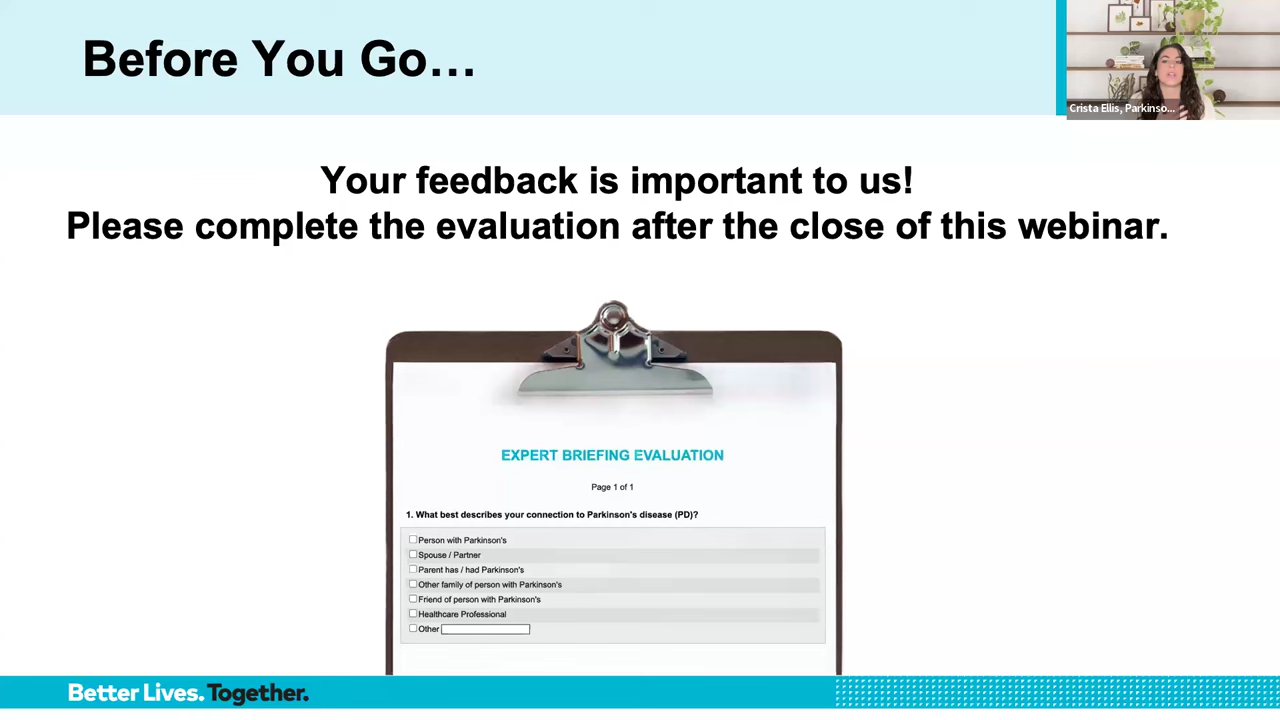 Before You Go…
Crista Ellis, Parkinso...
Your feedback is important to us!
Please complete the evaluation after the close of this webinar.
EXPERT BRIEFING EVALUATION
Page 1 of 1
1. What best describes your connection to Parkinson's disease (PD)?
Person with Parkinson's
Spouse / Partner
Parent has / had Parkinson's
Other family of person with Parkinson's
Friend of person with Parkinson's
Healthcare Professional
Other
Better Lives. Together.